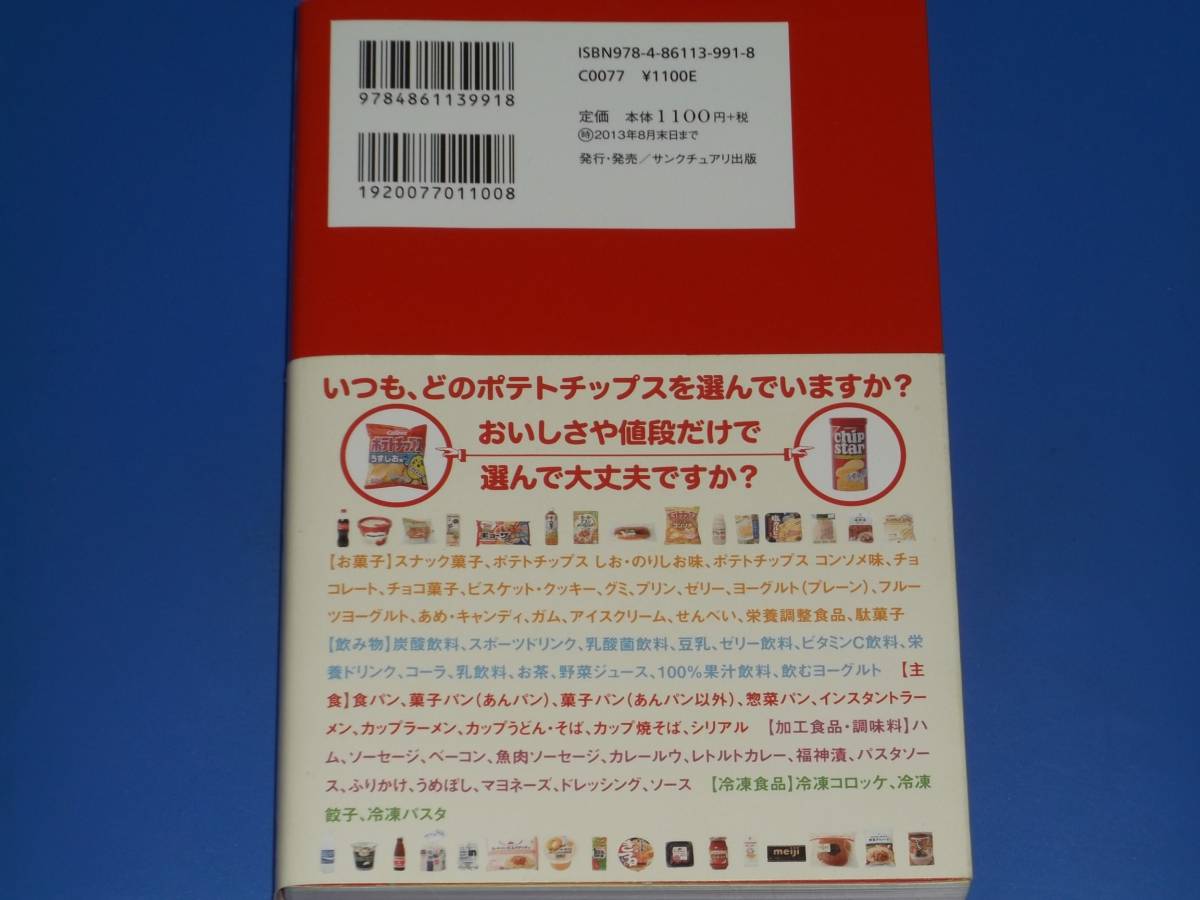 ISBN978-4-86113-991-8
C0077 ¥1100E
9784861139918
定価 本体1100円+税
時2013年8月末日まで
発行・発売／サンクチュアリ出版
1920077011008
いつも、どのポテトチップスを選んでいますか？
おいしさや値段だけで
選んで大丈夫ですか？
ポテトチップス
うすしお味
chip
star
【お菓子】スナック菓子、ポテトチップス しお・のりしお味、ポテトチップス コンソメ味、チョ
コレート、チョコ菓子、ビスケット・クッキー、グミ、プリン、ゼリー、ヨーグルト（プレーン）、フルー
ツヨーグルト、あめ・キャンディ、ガム、アイスクリーム、せんべい、栄養調整食品、駄菓子
【飲み物】炭酸飲料、スポーツドリンク、乳酸菌飲料、豆乳、ゼリー飲料、ビタミンC飲料、栄
養ドリンク、コーラ、乳飲料、お茶、野菜ジュース、100％果汁飲料、飲むヨーグルト 【主
食】食パン、菓子パン（あんパン）、菓子パン（あんパン以外）、惣菜パン、インスタントラー
メン、カップラーメン、カップうどん・そば、カップ焼そば、シリアル 【加工食品・調味料】ハ
ム、ソーセージ、ベーコン、魚肉ソーセージ、カレールウ、レトルトカレー、福神漬、パスタソー
ス、ふりかけ、うめぼし、マヨネーズ、ドレッシング、ソース 【冷凍食品】冷凍コロッケ、冷凍
餃子、冷凍パスタ
meiji